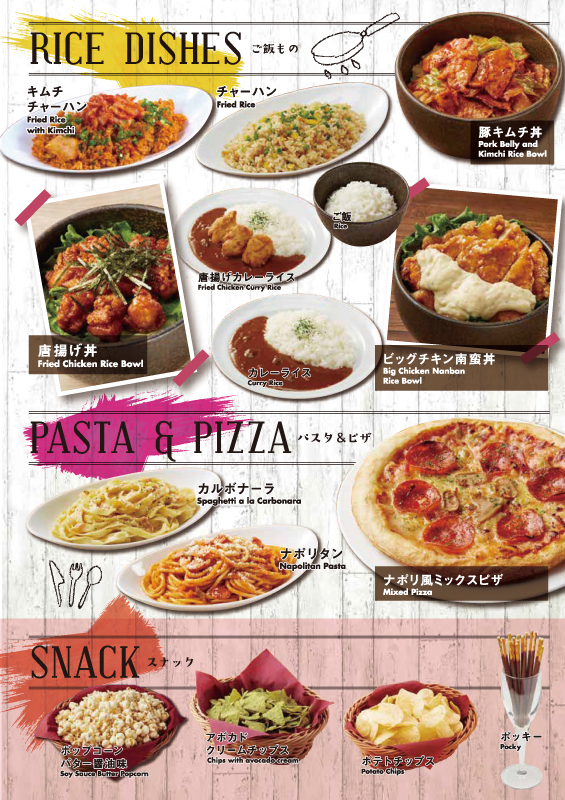 RICE DISHES ご飯もの
キムチ
チャーハン
Fried Rice
with Kimchi
チャーハン
Fried Rice
豚キムチ丼
Pork Belly and
Kimchi Rice Bowl
ご飯
Rice
唐揚げカレーライス
Fried Chicken Curry Rice
唐揚げ丼
Fried Chicken Rice Bowl
カレーライス
Curry Rice
ビッグチキン南蛮丼
Big Chicken Nanban
Rice Bowl
PASTA & PIZZA パスタ&ピザ
カルボナーラ
Spaghetti a la Carbonara
ナポリタン
Napolitan Pasta
ナポリ風ミックスピザ
Mixed Pizza
SNACK スナック
ポップコーン
バター醤油味
Soy Sauce Butter Popcorn
アボカド
クリームチップス
Chips with avocado cream
ポテトチップス
Potato Chips
ポッキー
Pocky